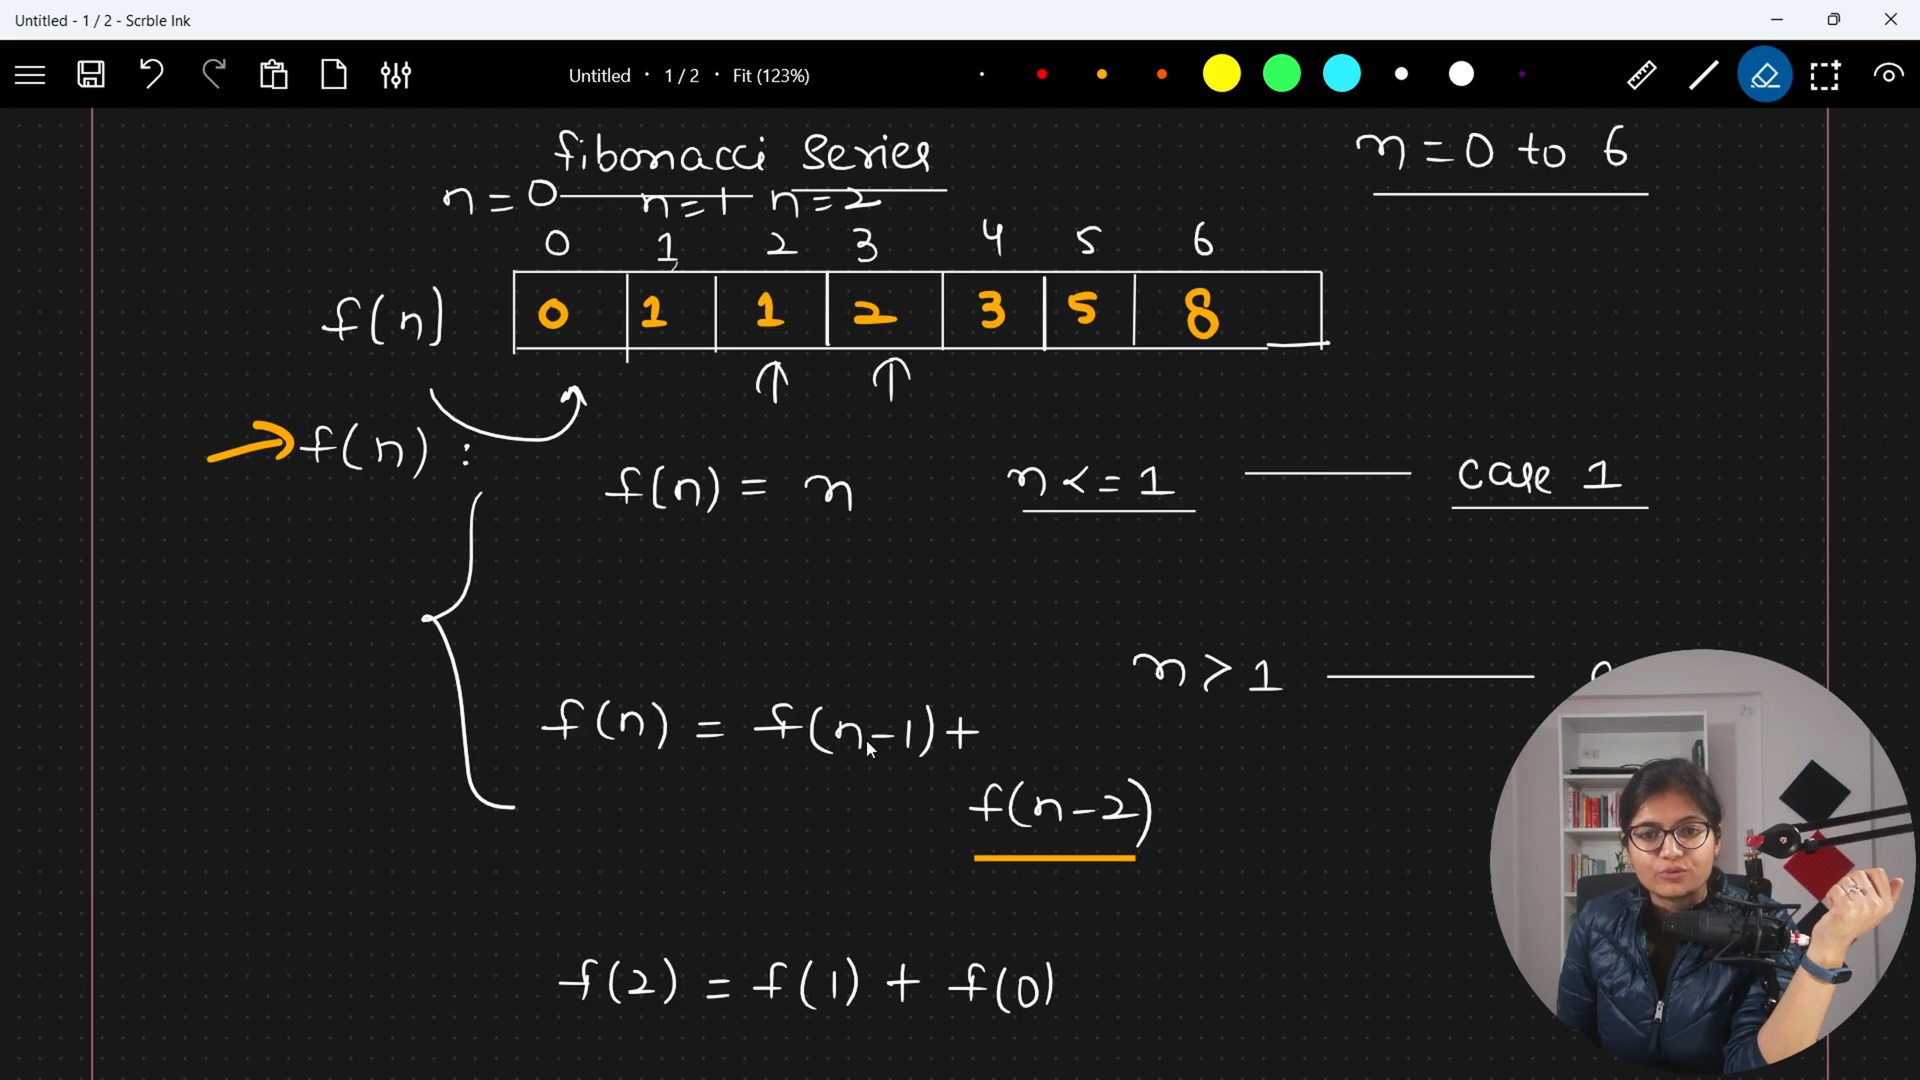 Untitled - 1 / 2 - Scrble Ink
Untitled • 1 / 2 • Fit (123%)
fibonacci Series
n = 0 to 6
n = 0 n = 1 n = 2
0 1 2 3 4 5 6
f(n) 0 1 1 2 3 5 8
f(n) :
f(n) = n n <= 1 case 1
n > 1
f(n) = f(n-1) +
f(n-2)
f(2) = f(1) + f(0)